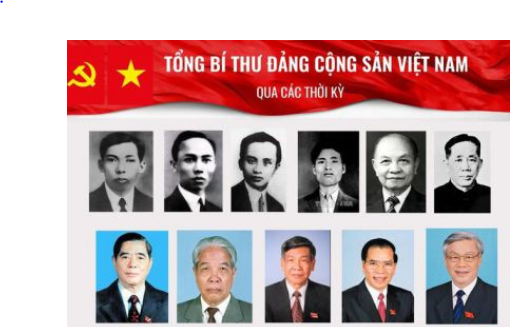 TỔNG BÍ THƯ ĐẢNG CỘNG SẢN VIỆT NAM
QUA CÁC THỜI KỲ